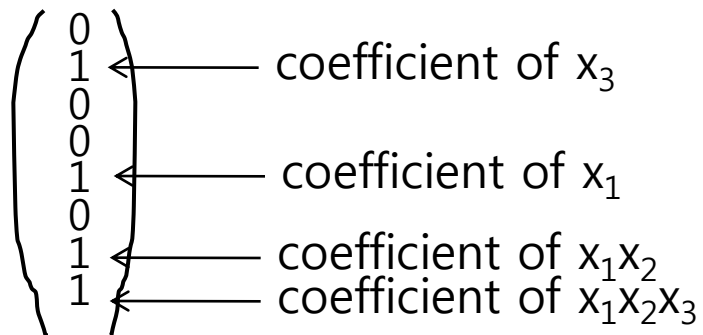 0
1 coefficient of x₃
0
0
1 coefficient of x₁
0
1 coefficient of x₁x₂
1 coefficient of x₁x₂x₃